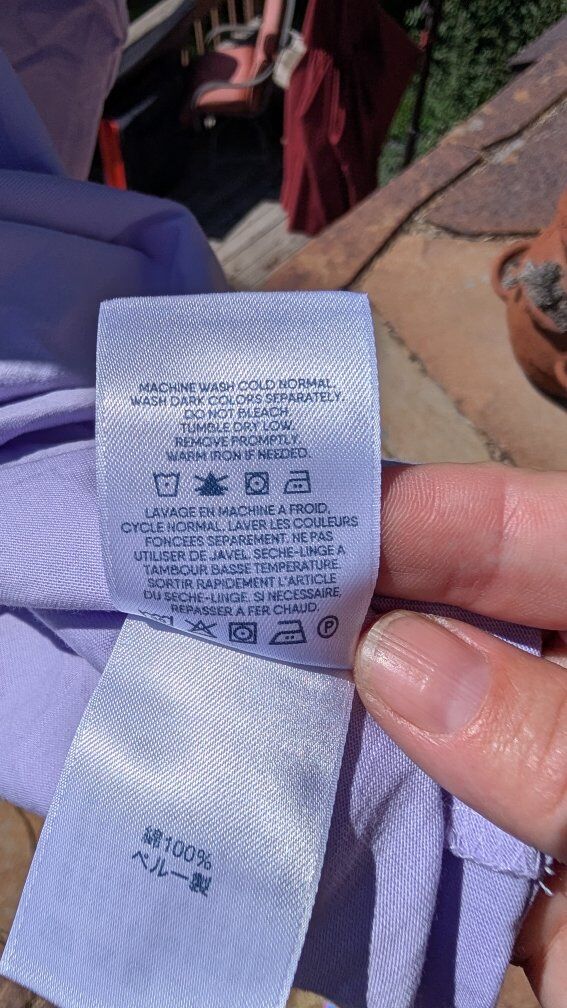 MACHINE WASH COLD NORMAL.
WASH DARK COLORS SEPARATELY.
DO NOT BLEACH.
TUMBLE DRY LOW.
REMOVE PROMPTLY.
WARM IRON IF NEEDED.
LAVAGE EN MACHINE A FROID,
CYCLE NORMAL. LAVER LES COULEURS
FONCEES SEPAREMENT. NE PAS
UTILISER DE JAVEL. SECHE-LINGE A
TAMBOUR BASSE TEMPERATURE.
SORTIR RAPIDEMENT L'ARTICLE
DU SECHE-LINGE. SI NECESSAIRE,
REPASSER A FER CHAUD.
P
綿100%
ペルー製